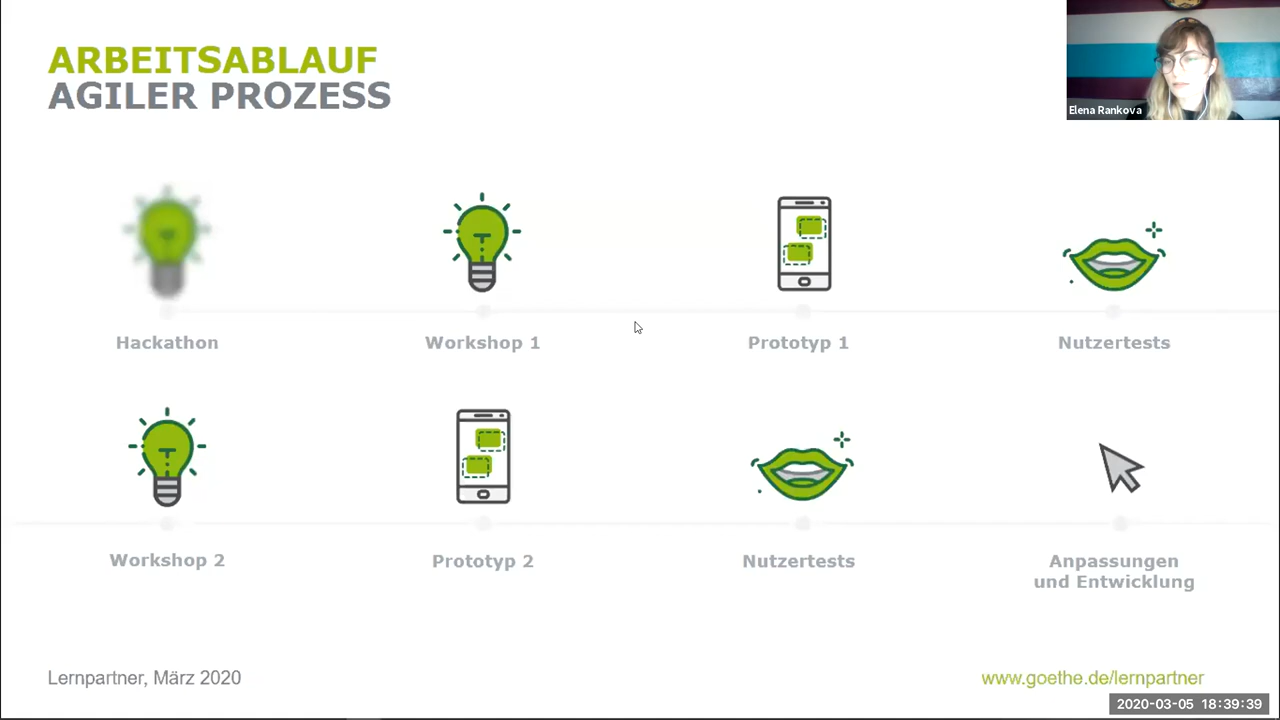 ARBEITSABLAUF
AGILER PROZESS
Elena Rankova
Hackathon
Workshop 1
Prototyp 1
Nutzertests
Workshop 2
Prototyp 2
Nutzertests
Anpassungen
und Entwicklung
Lernpartner, März 2020
www.goethe.de/lernpartner
2020-03-05 18:39:39